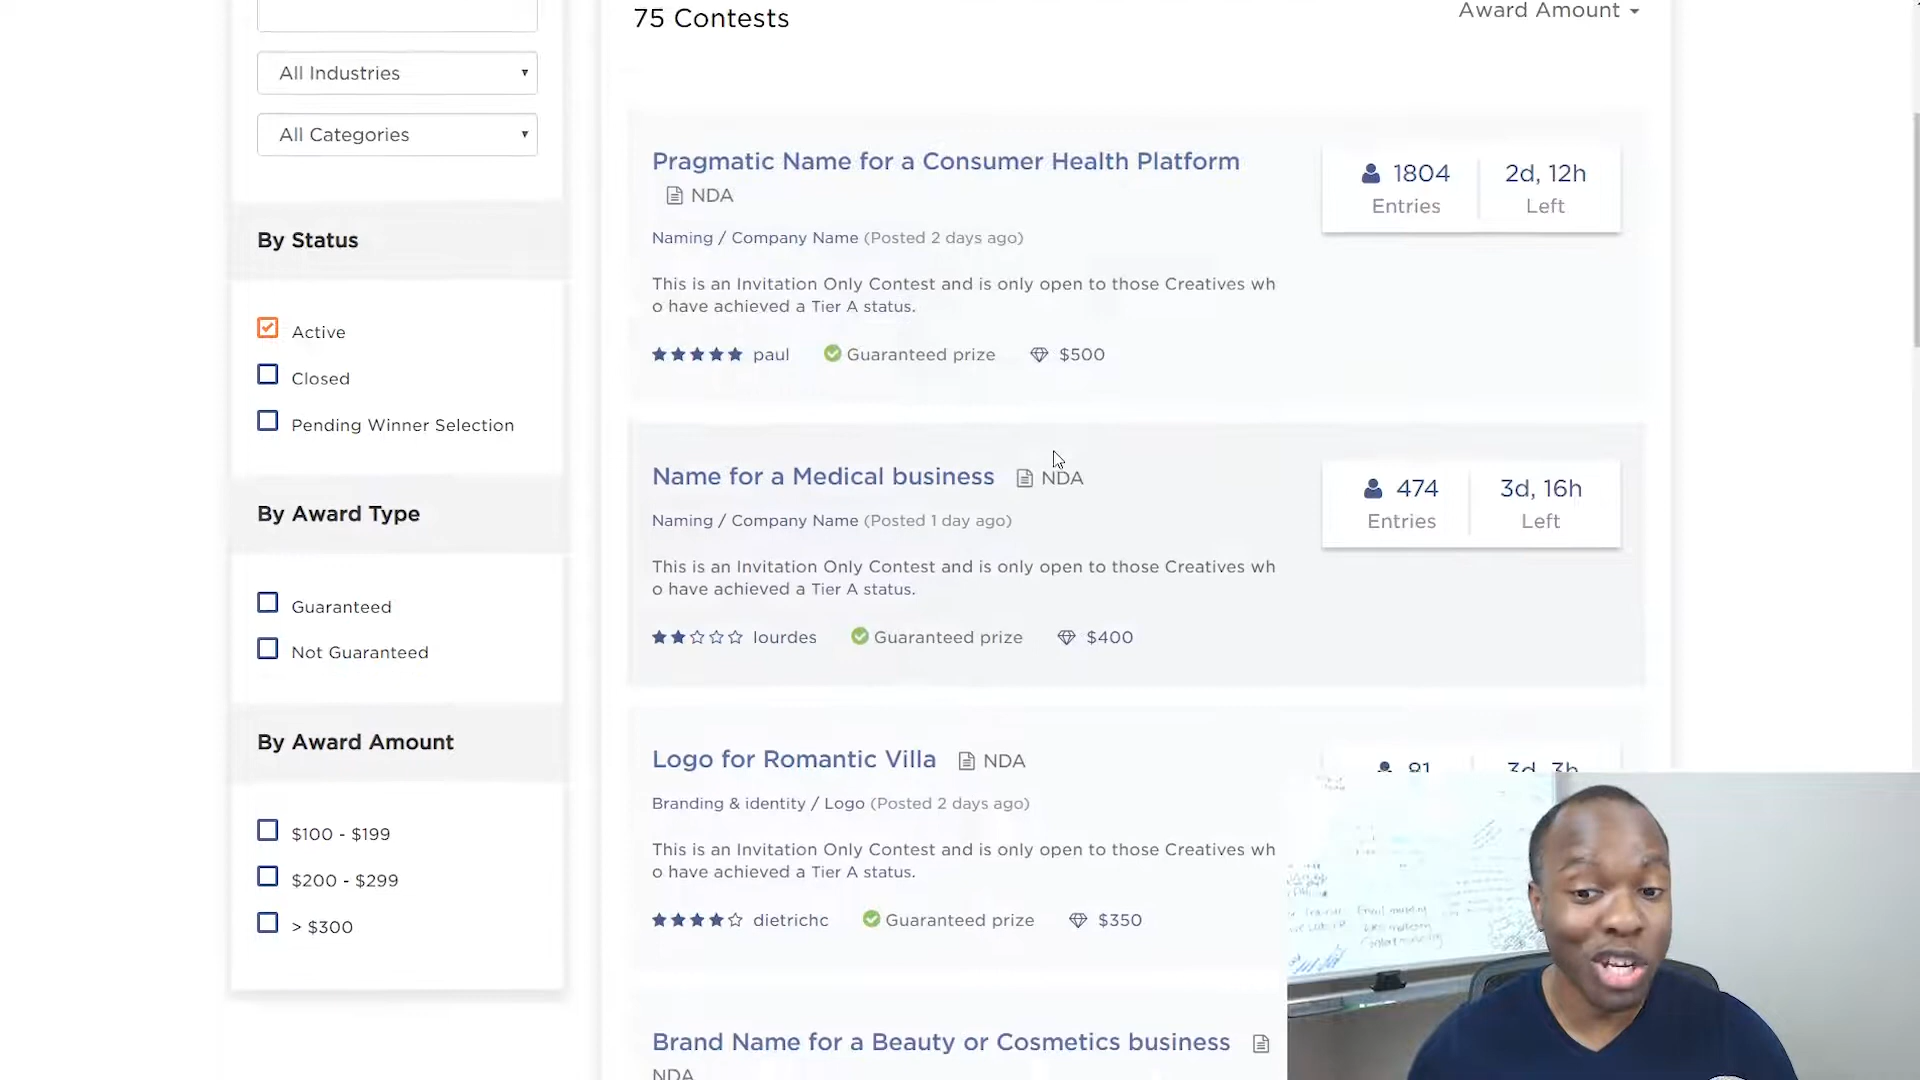 75 Contests
Award Amount
All Industries
All Categories
By Status
Active
Closed
Pending Winner Selection
By Award Type
Guaranteed
Not Guaranteed
By Award Amount
$100 - $199
$200 - $299
> $300
Pragmatic Name for a Consumer Health Platform
NDA
Naming / Company Name (Posted 2 days ago)
This is an Invitation Only Contest and is only open to those Creatives wh
o have achieved a Tier A status.
paul Guaranteed prize $500
1804 2d, 12h
Entries Left
Name for a Medical business NDA
Naming / Company Name (Posted 1 day ago)
This is an Invitation Only Contest and is only open to those Creatives wh
o have achieved a Tier A status.
lourdes Guaranteed prize $400
474 3d, 16h
Entries Left
Logo for Romantic Villa NDA
Branding & identity / Logo (Posted 2 days ago)
This is an Invitation Only Contest and is only open to those Creatives wh
o have achieved a Tier A status.
dietrichc Guaranteed prize $350
81 3d, 3h
Brand Name for a Beauty or Cosmetics business
NDA
Email marketing
Content marketing